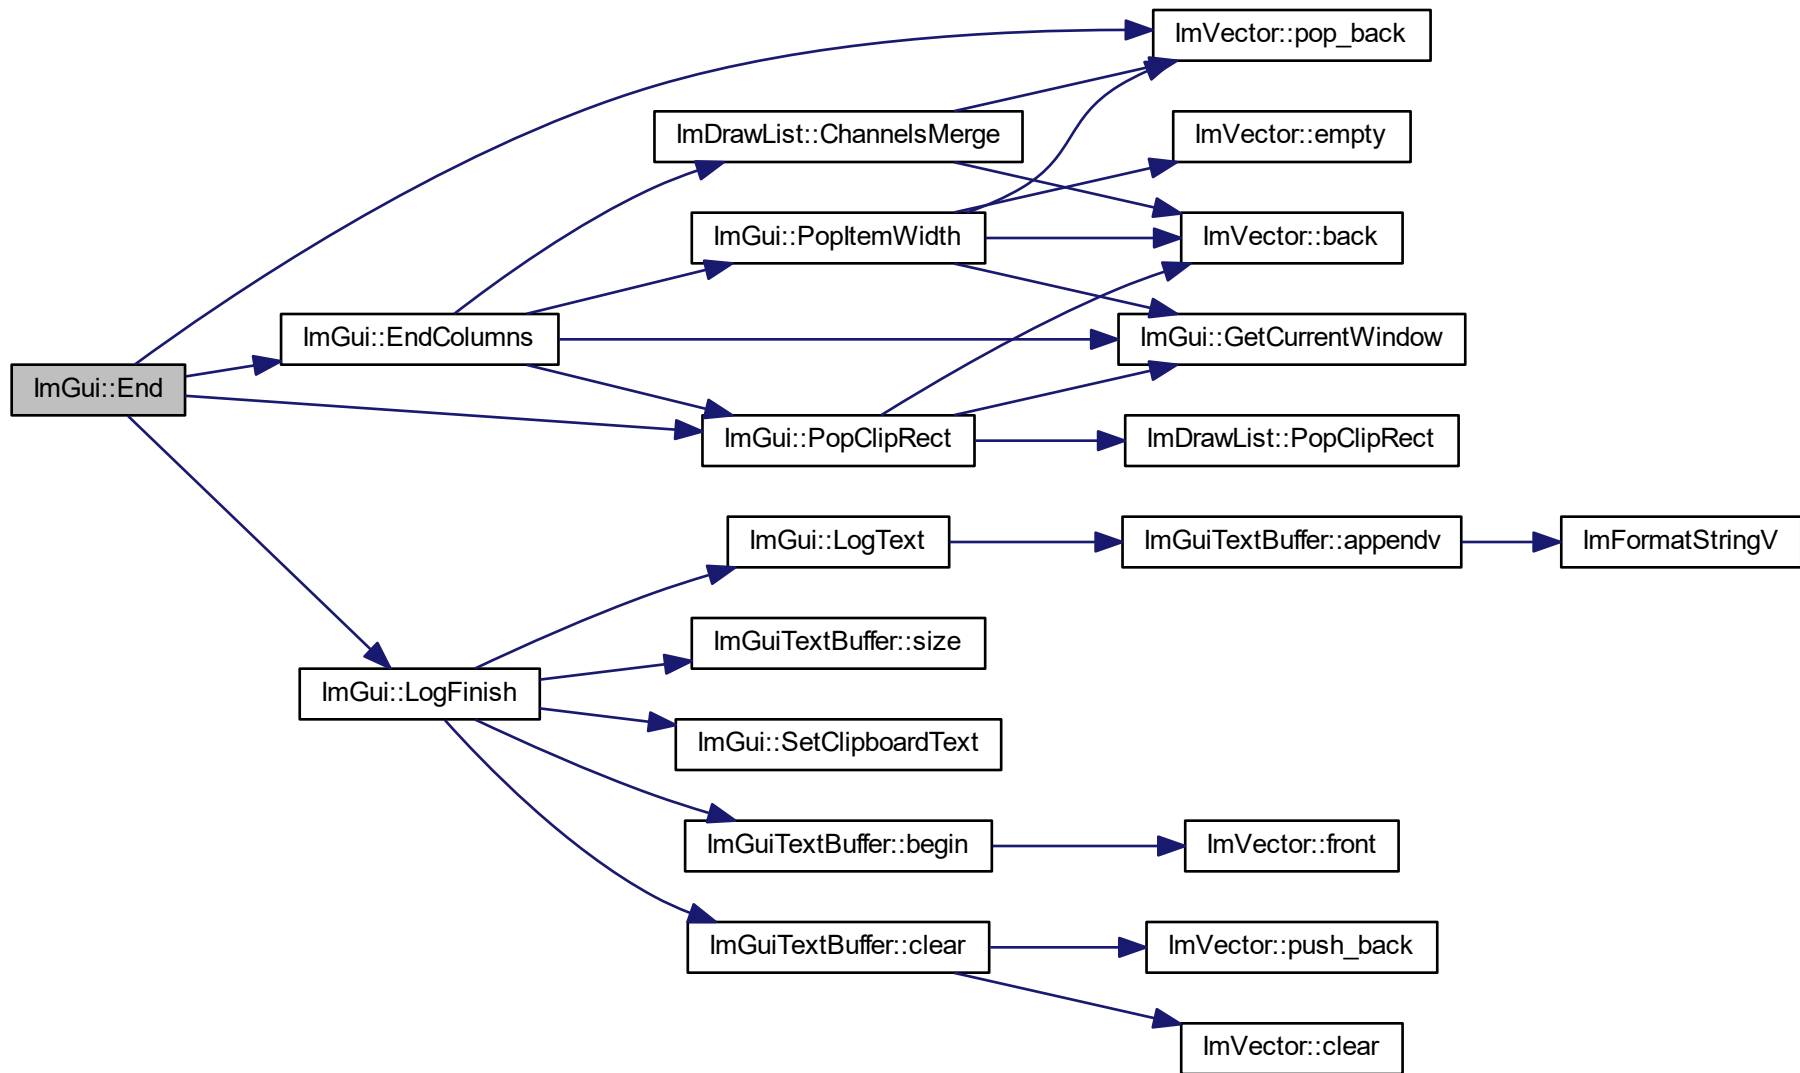 ImVector::pop_back
ImDrawList::ChannelsMerge
ImVector::empty
ImGui::PopItemWidth
ImVector::back
ImGui::EndColumns
ImGui::GetCurrentWindow
ImGui::End
ImGui::PopClipRect
ImDrawList::PopClipRect
ImGui::LogText
ImGuiTextBuffer::appendv
ImFormatStringV
ImGuiTextBuffer::size
ImGui::LogFinish
ImGui::SetClipboardText
ImGuiTextBuffer::begin
ImVector::front
ImGuiTextBuffer::clear
ImVector::push_back
ImVector::clear